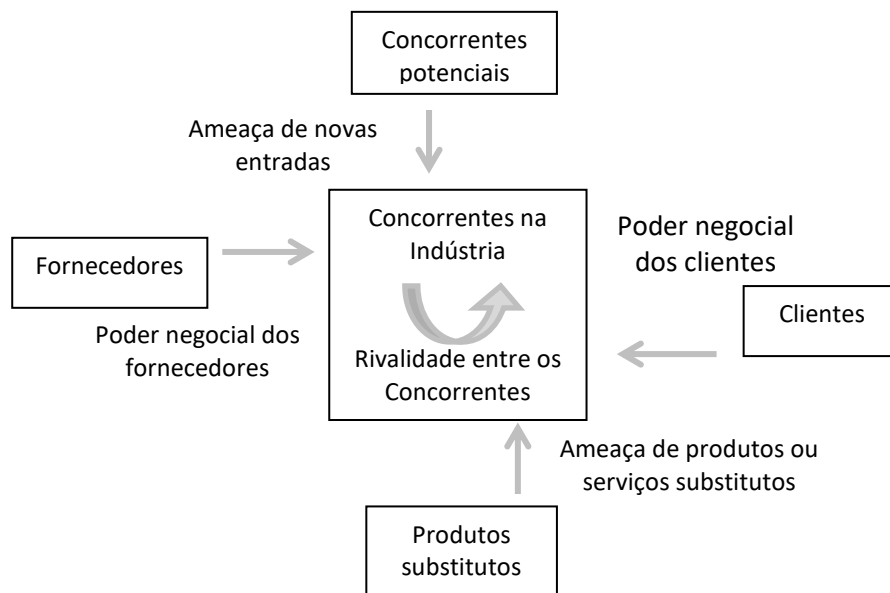 Concorrentes
potenciais
Ameaça de novas
entradas
Concorrentes na
Indústria
Poder negocial
dos clientes
Fornecedores
Clientes
Poder negocial dos
fornecedores
Rivalidade entre os
Concorrentes
Ameaça de produtos ou
serviços substitutos
Produtos
substitutos